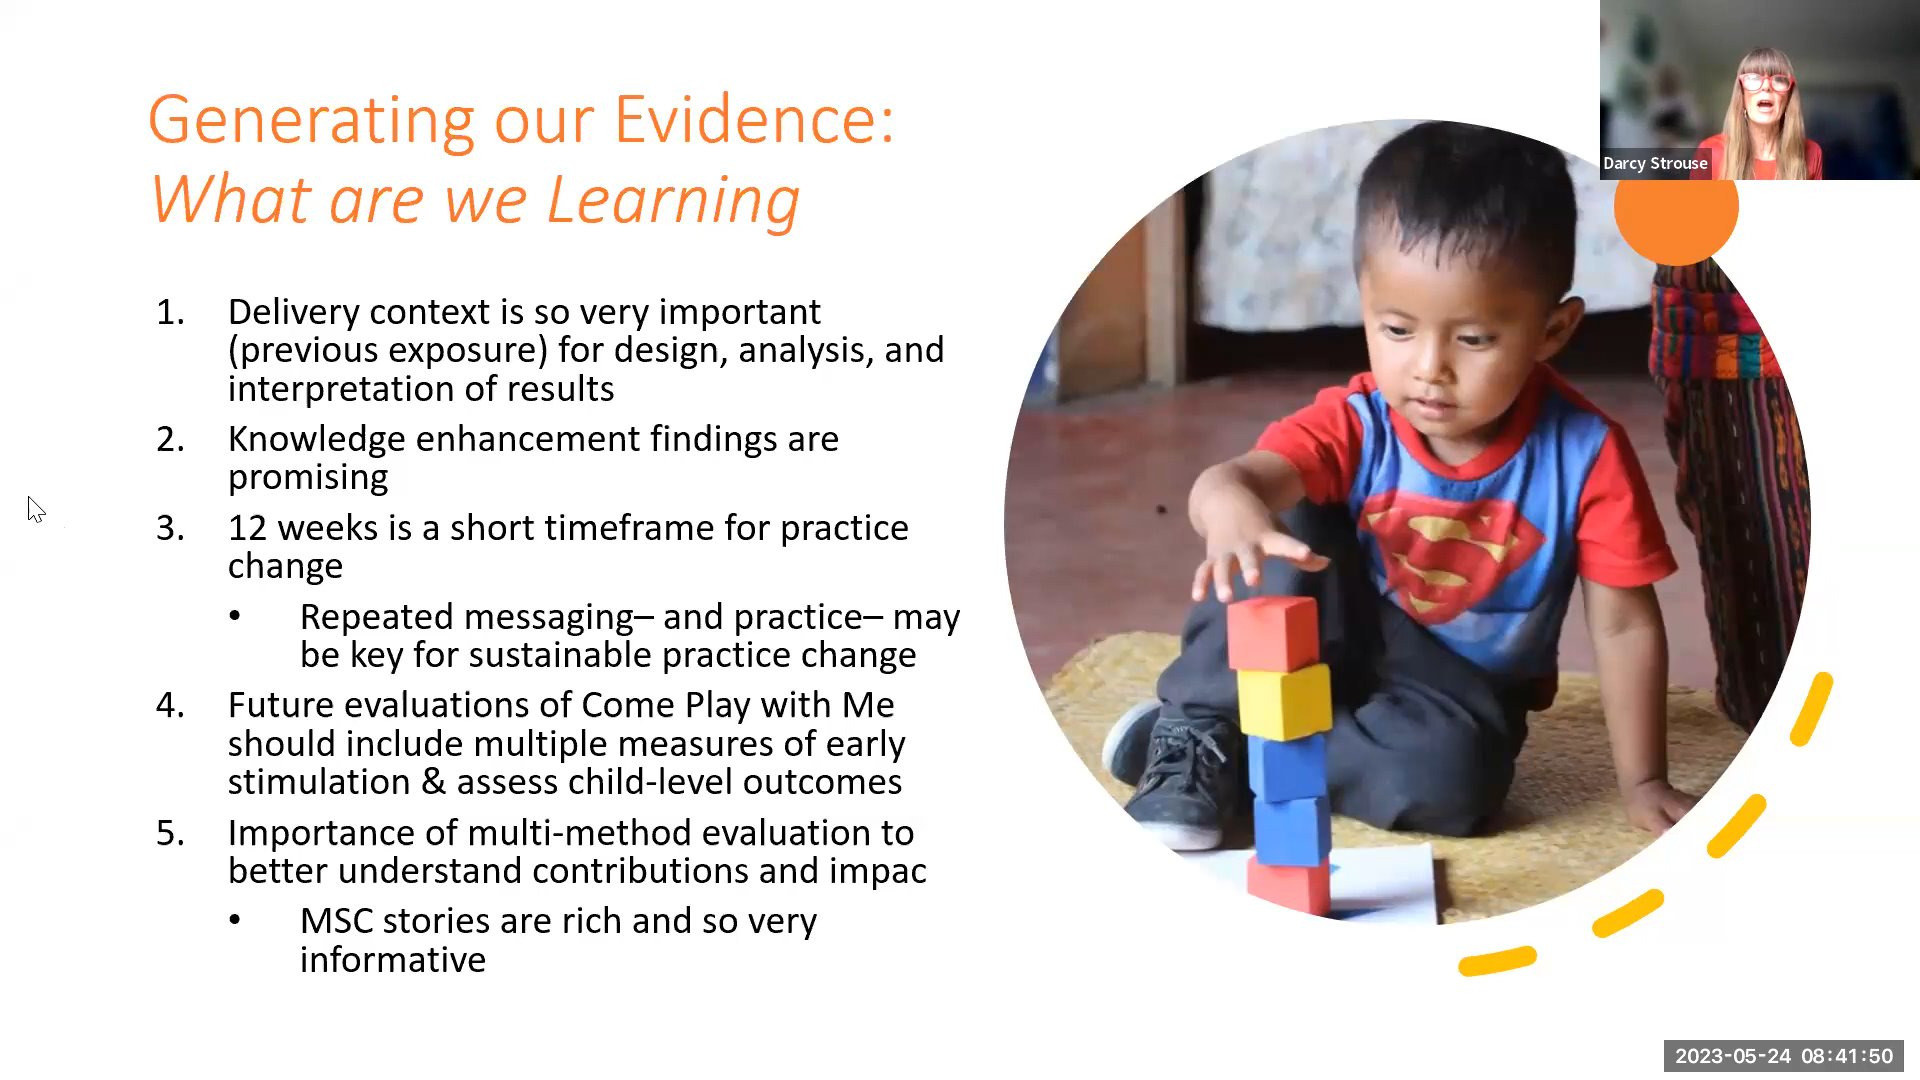 Generating our Evidence:
What are we Learning
1. Delivery context is so very important
(previous exposure) for design, analysis, and
interpretation of results
2. Knowledge enhancement findings are
promising
3. 12 weeks is a short timeframe for practice
change
• Repeated messaging– and practice– may
be key for sustainable practice change
4. Future evaluations of Come Play with Me
should include multiple measures of early
stimulation & assess child-level outcomes
5. Importance of multi-method evaluation to
better understand contributions and impac
• MSC stories are rich and so very
informative
Darcy Strouse
2023-05-24 08:41:50